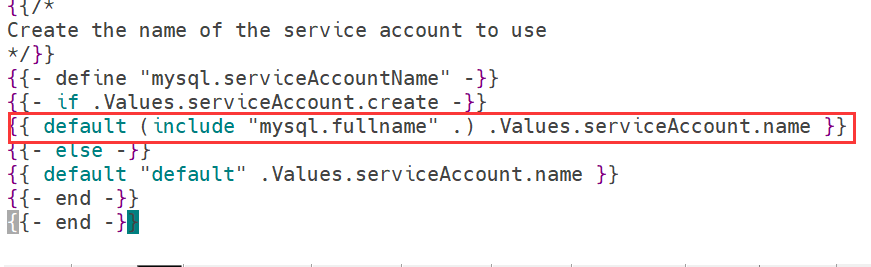 {{/*
Create the name of the service account to use
*/}}
{{- define "mysql.serviceAccountName" -}}
{{- if .Values.serviceAccount.create -}}
{{ default (include "mysql.fullname" .) .Values.serviceAccount.name }}
{{- else -}}
{{ default "default" .Values.serviceAccount.name }}
{{- end -}}
{{- end -}}